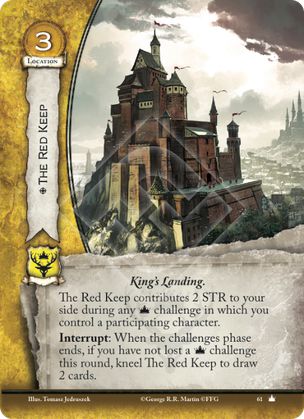 3
LOCATION
THE RED KEEP
King's Landing.
The Red Keep contributes 2 STR to your
side during any challenge in which you
control a participating character.
Interrupt: When the challenges phase
ends, if you have not lost a challenge
this round, kneel The Red Keep to draw
2 cards.
Illus. Tomasz Jedruszek ©George R.R. Martin ©FFG 61